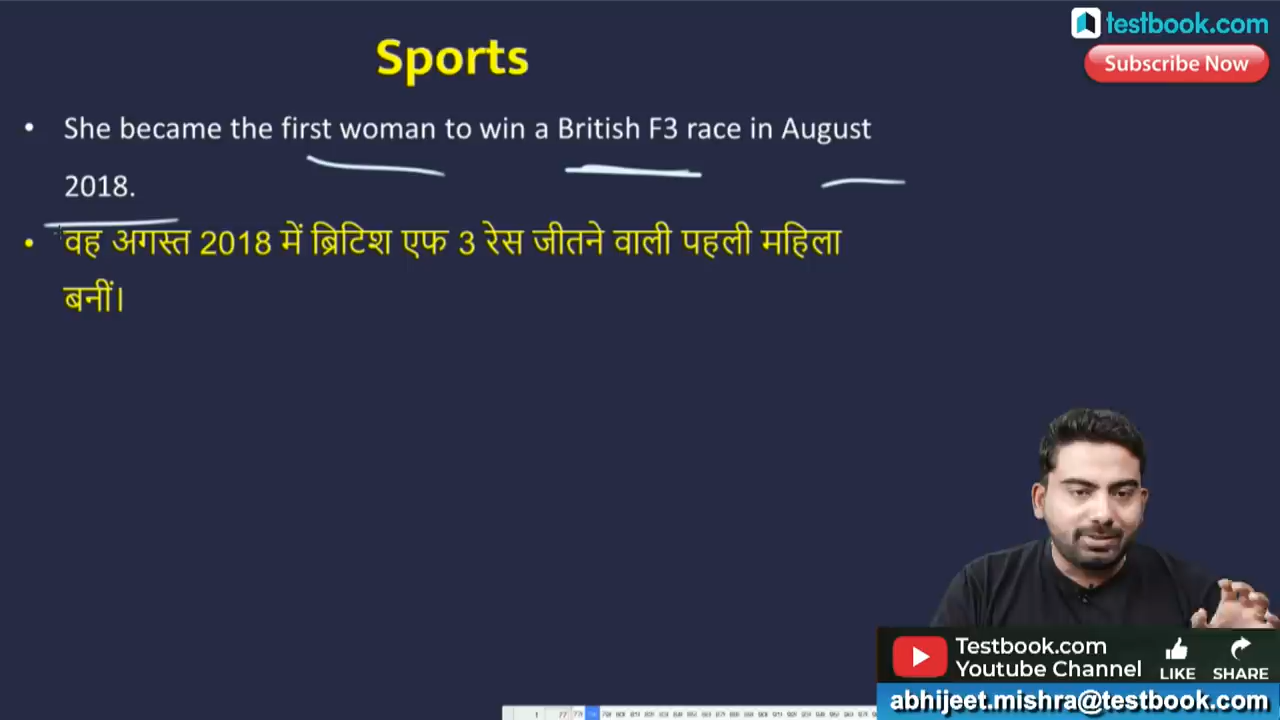 testbook.com
Subscribe Now
Sports
• She became the first woman to win a British F3 race in August
2018.
• वह अगस्त 2018 में ब्रिटिश एफ 3 रेस जीतने वाली पहली महिला
बनीं।
Testbook.com
Youtube Channel
LIKE
SHARE
abhijeet.mishra@testbook.com